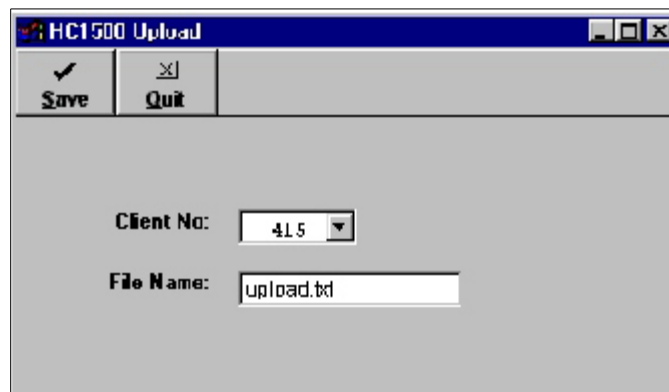 HC1500 Upload
Save
Quit
Client No:
415
File Name:
upload.txt